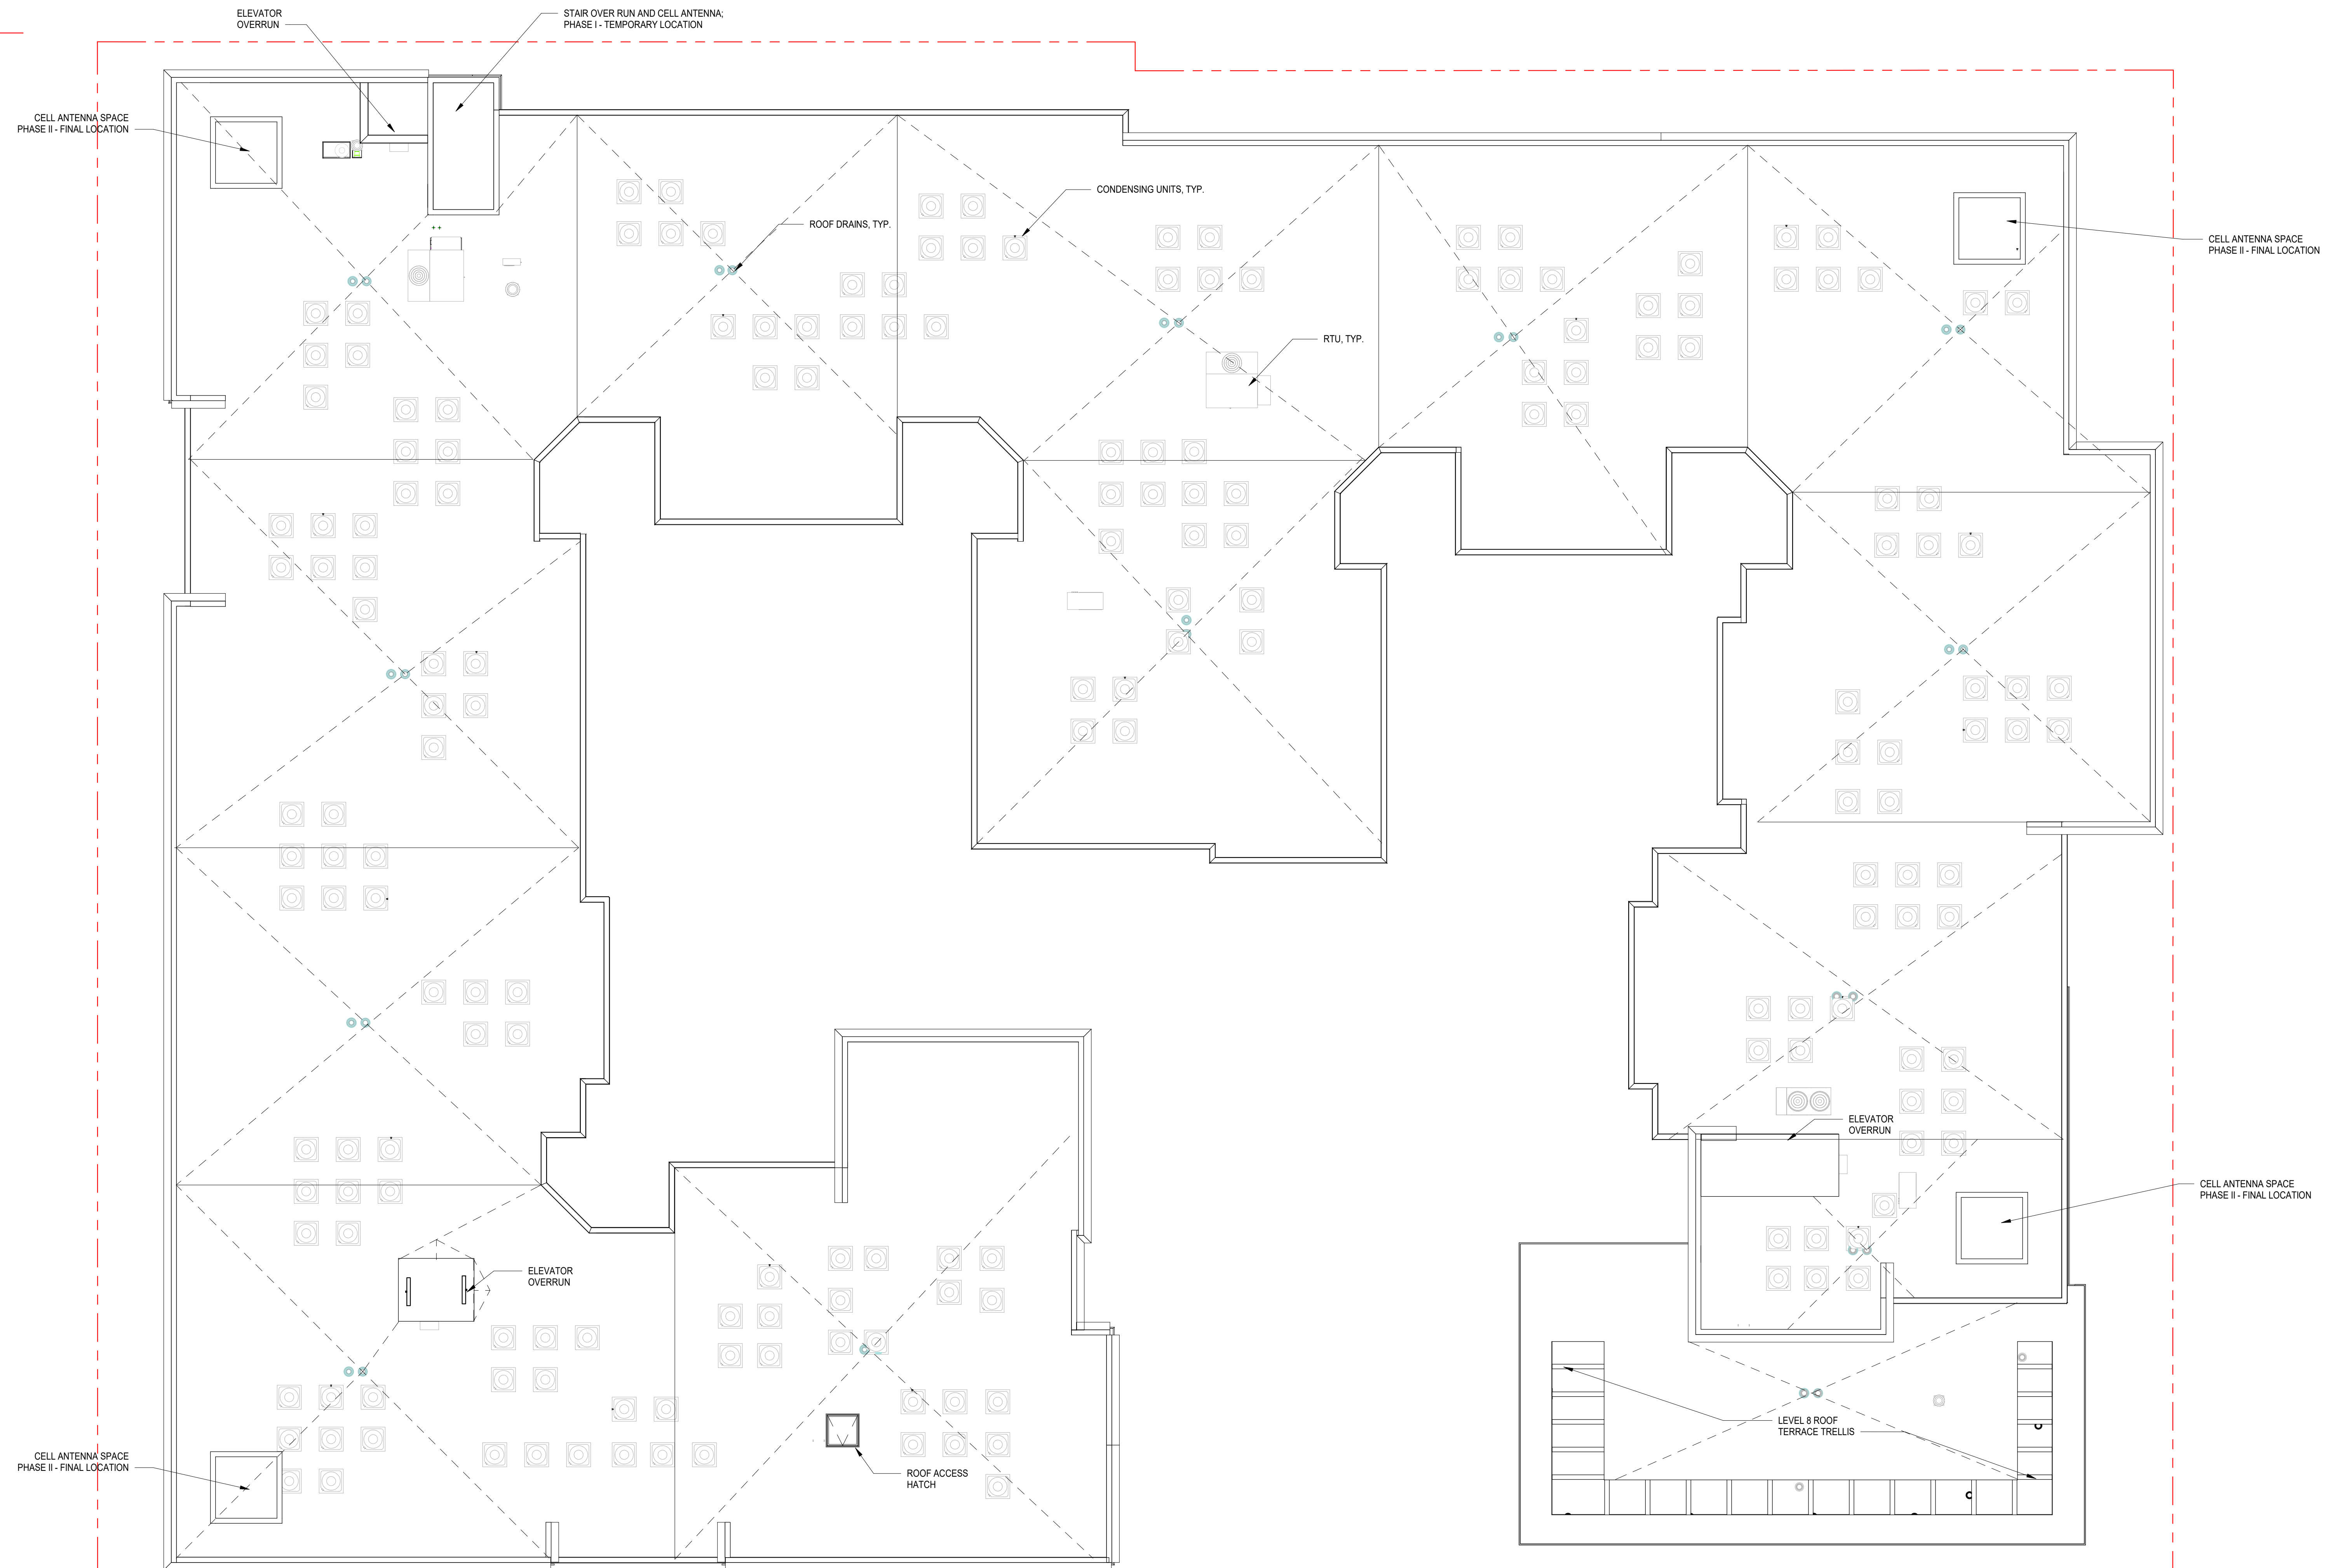 ELEVATOR
OVERRUN
STAIR OVER RUN AND CELL ANTENNA;
PHASE I - TEMPORARY LOCATION
CELL ANTENNA SPACE
PHASE II - FINAL LOCATION
CONDENSING UNITS, TYP.
ROOF DRAINS, TYP.
CELL ANTENNA SPACE
PHASE II - FINAL LOCATION
RTU, TYP.
ELEVATOR
OVERRUN
CELL ANTENNA SPACE
PHASE II - FINAL LOCATION
ELEVATOR
OVERRUN
LEVEL 8 ROOF
TERRACE TRELLIS
CELL ANTENNA SPACE
PHASE II - FINAL LOCATION
ROOF ACCESS
HATCH